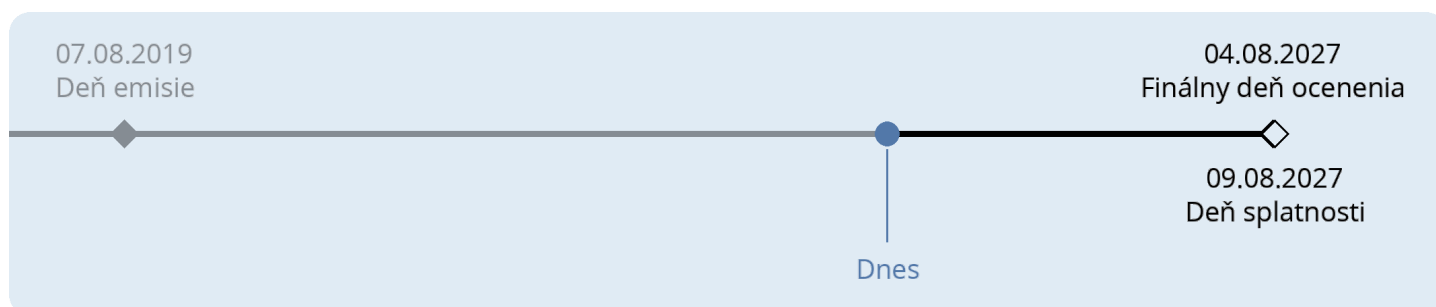 07.08.2019
Deň emisie
04.08.2027
Finálny deň ocenenia
09.08.2027
Deň splatnosti
Dnes